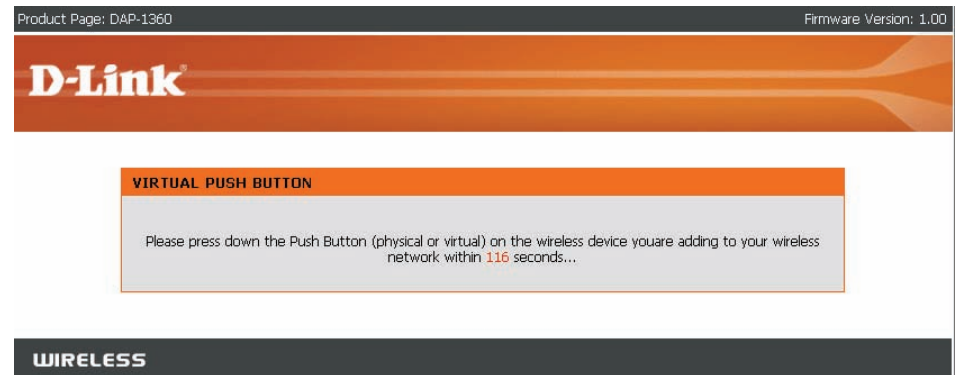 Product Page: DAP-1360 Firmware Version: 1.00
D-Link
VIRTUAL PUSH BUTTON
Please press down the Push Button (physical or virtual) on the wireless device youare adding to your wireless
network within 116 seconds...
WIRELESS